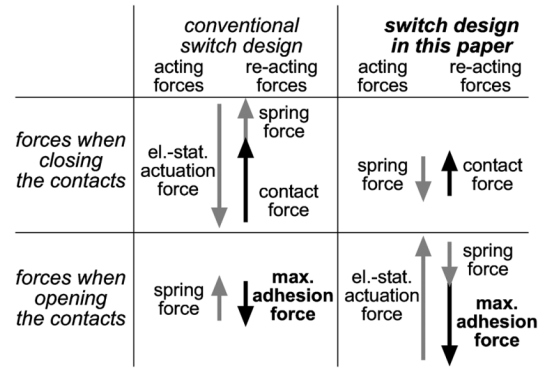 conventional
switch design
switch design
in this paper
acting
forces
re-acting
forces
acting
forces
re-acting
forces
forces when
closing
the contacts
el.-stat.
actuation
force
spring
force
contact
force
spring
force
contact
force
forces when
opening
the contacts
spring
force
max.
adhesion
force
el.-stat.
actuation
force
spring
force
max.
adhesion
force